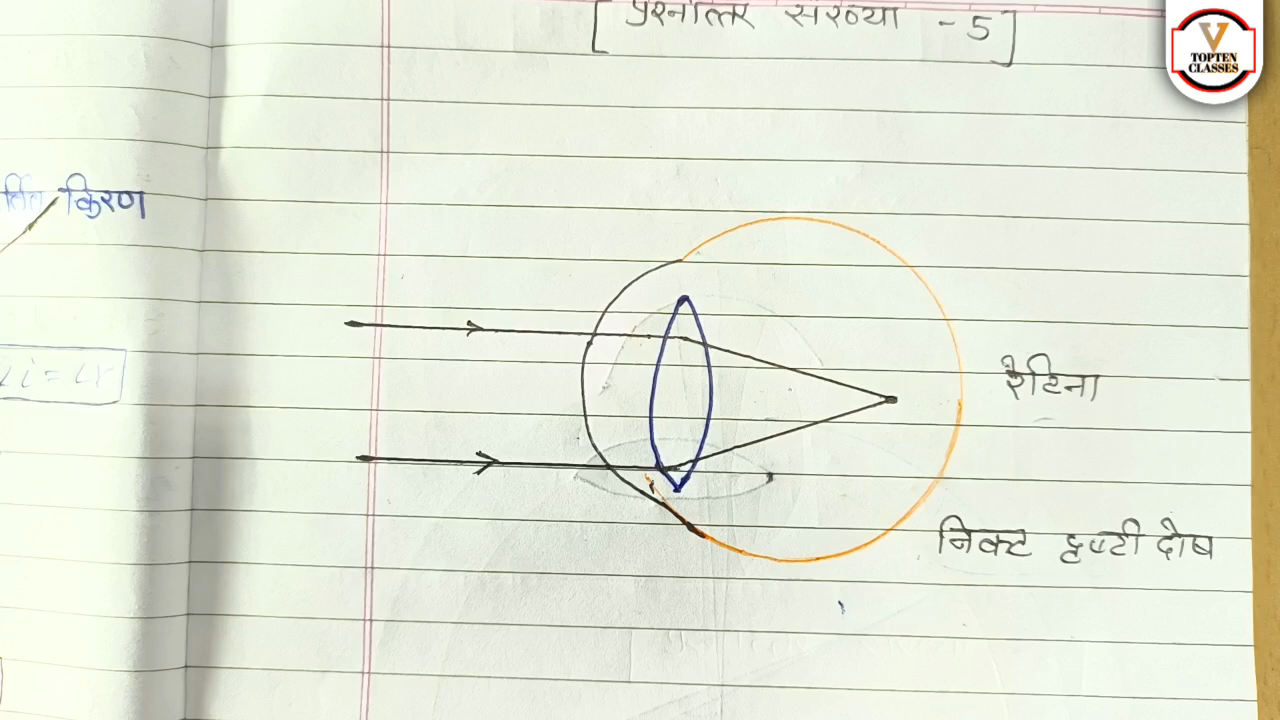 [ प्रश्नोत्तर संख्या - 5 ]
V
TOPTEN
CLASSES
किरण
रेटिना
∠i = ∠r
निकट दृष्टी दोष